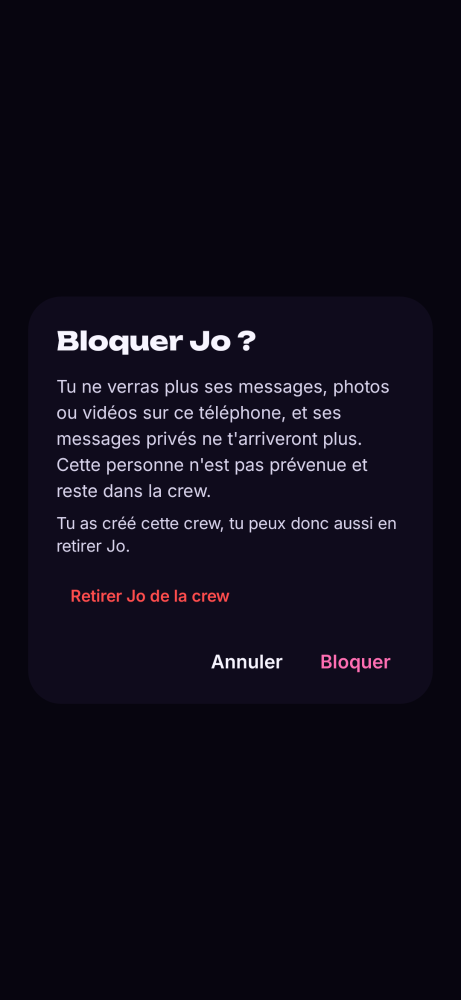 Bloquer Jo ?
Tu ne verras plus ses messages, photos
ou vidéos sur ce téléphone, et ses
messages privés ne t'arriveront plus.
Cette personne n'est pas prévenue et
reste dans la crew.
Tu as créé cette crew, tu peux donc aussi en
retirer Jo.
Retirer Jo de la crew
Annuler Bloquer